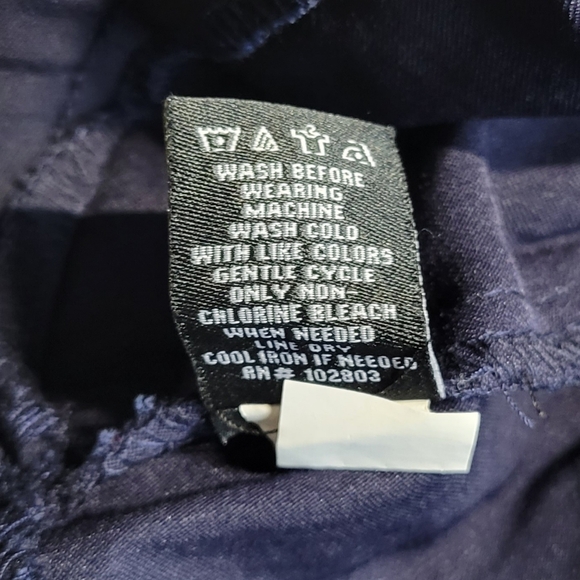 WASH BEFORE
WEARING
MACHINE
WASH COLD
WITH LIKE COLORS
GENTLE CYCLE
ONLY NON-
CHLORINE BLEACH
WHEN NEEDED
LINE DRY
COOL IRON IF NEEDED
RN# 102803